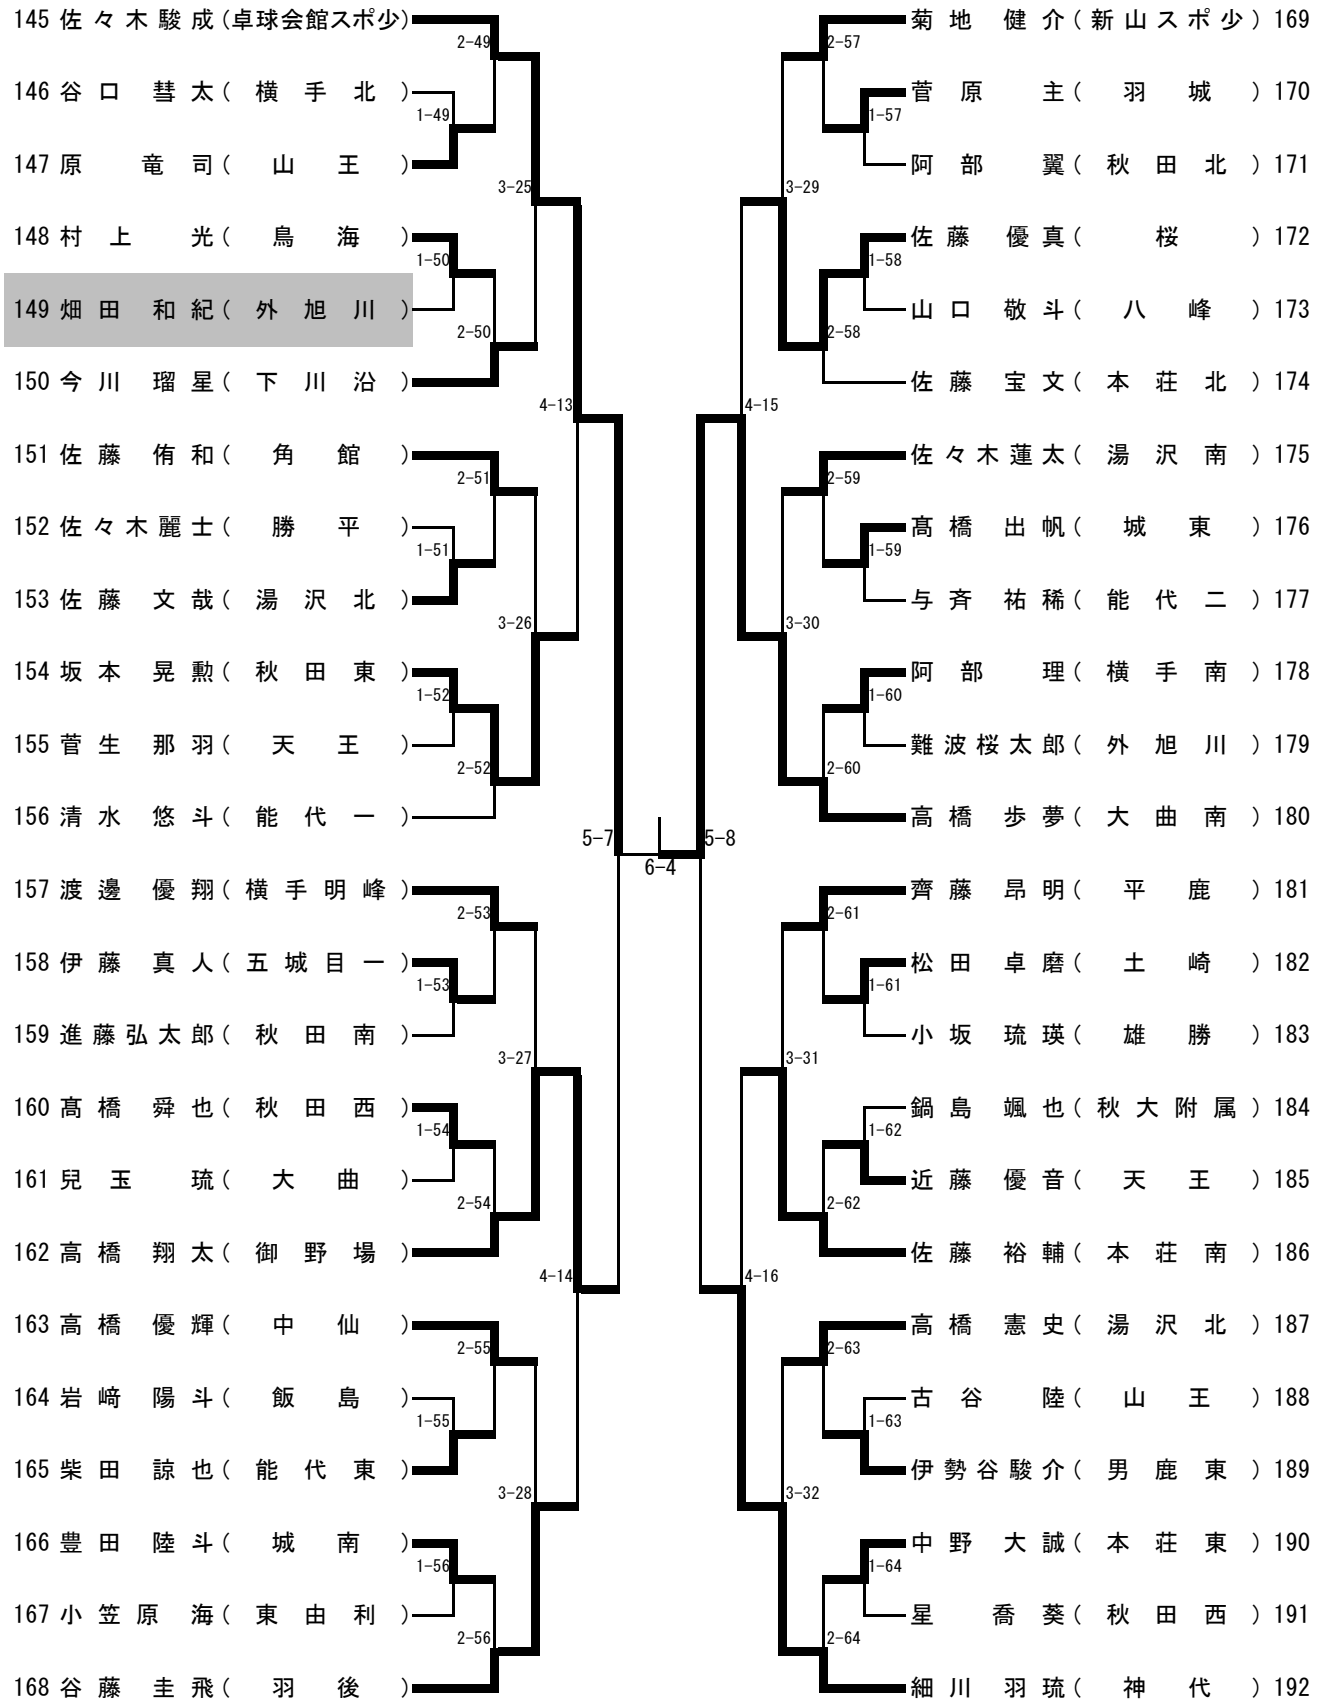 145 佐々木駿成(卓球会館スポ少)
2-49
146 谷口彗太(横手北)
1-49
147 原竜司(山王)
3-25
148 村上光(鳥海)
1-50
149 畑田和紀(外旭川)
2-50
150 今川瑠星(下川沿)
4-13
151 佐藤侑和(角館)
2-51
152 佐々木麗士(勝平)
1-51
153 佐藤文哉(湯沢北)
3-26
154 坂本晃勲(秋田東)
1-52
155 菅生那羽(天王)
2-52
156 清水悠斗(能代一)
5-7
157 渡邊優翔(横手明峰)
2-53
158 伊藤真人(五城目一)
1-53
159 進藤弘太郎(秋田南)
3-27
160 髙橋舜也(秋田西)
1-54
161 兒玉琉(大曲)
2-54
162 高橋翔太(御野場)
4-14
163 高橋優輝(中仙)
2-55
164 岩﨑陽斗(飯島)
1-55
165 柴田諒也(能代東)
3-28
166 豊田陸斗(城南)
1-56
167 小笠原海(東由利)
2-56
168 谷藤圭飛(羽後)
6-4
菊地健介(新山スポ少) 169
2-57
菅原主(羽城) 170
1-57
阿部翼(秋田北) 171
3-29
佐藤優真(桜) 172
1-58
山口敬斗(八峰) 173
2-58
佐藤宝文(本荘北) 174
4-15
佐々木蓮太(湯沢南) 175
2-59
髙橋出帆(城東) 176
1-59
与斉祐稀(能代二) 177
3-30
阿部理(横手南) 178
1-60
難波桜太郎(外旭川) 179
2-60
高橋歩夢(大曲南) 180
5-8
齊藤昂明(平鹿) 181
2-61
松田卓磨(土崎) 182
1-61
小坂琉瑛(雄勝) 183
3-31
鍋島颯也(秋大附属) 184
1-62
近藤優音(天王) 185
2-62
佐藤裕輔(本荘南) 186
4-16
高橋憲史(湯沢北) 187
2-63
古谷陸(山王) 188
1-63
伊勢谷駿介(男鹿東) 189
3-32
中野大誠(本荘東) 190
1-64
星喬葵(秋田西) 191
2-64
細川羽琉(神代) 192